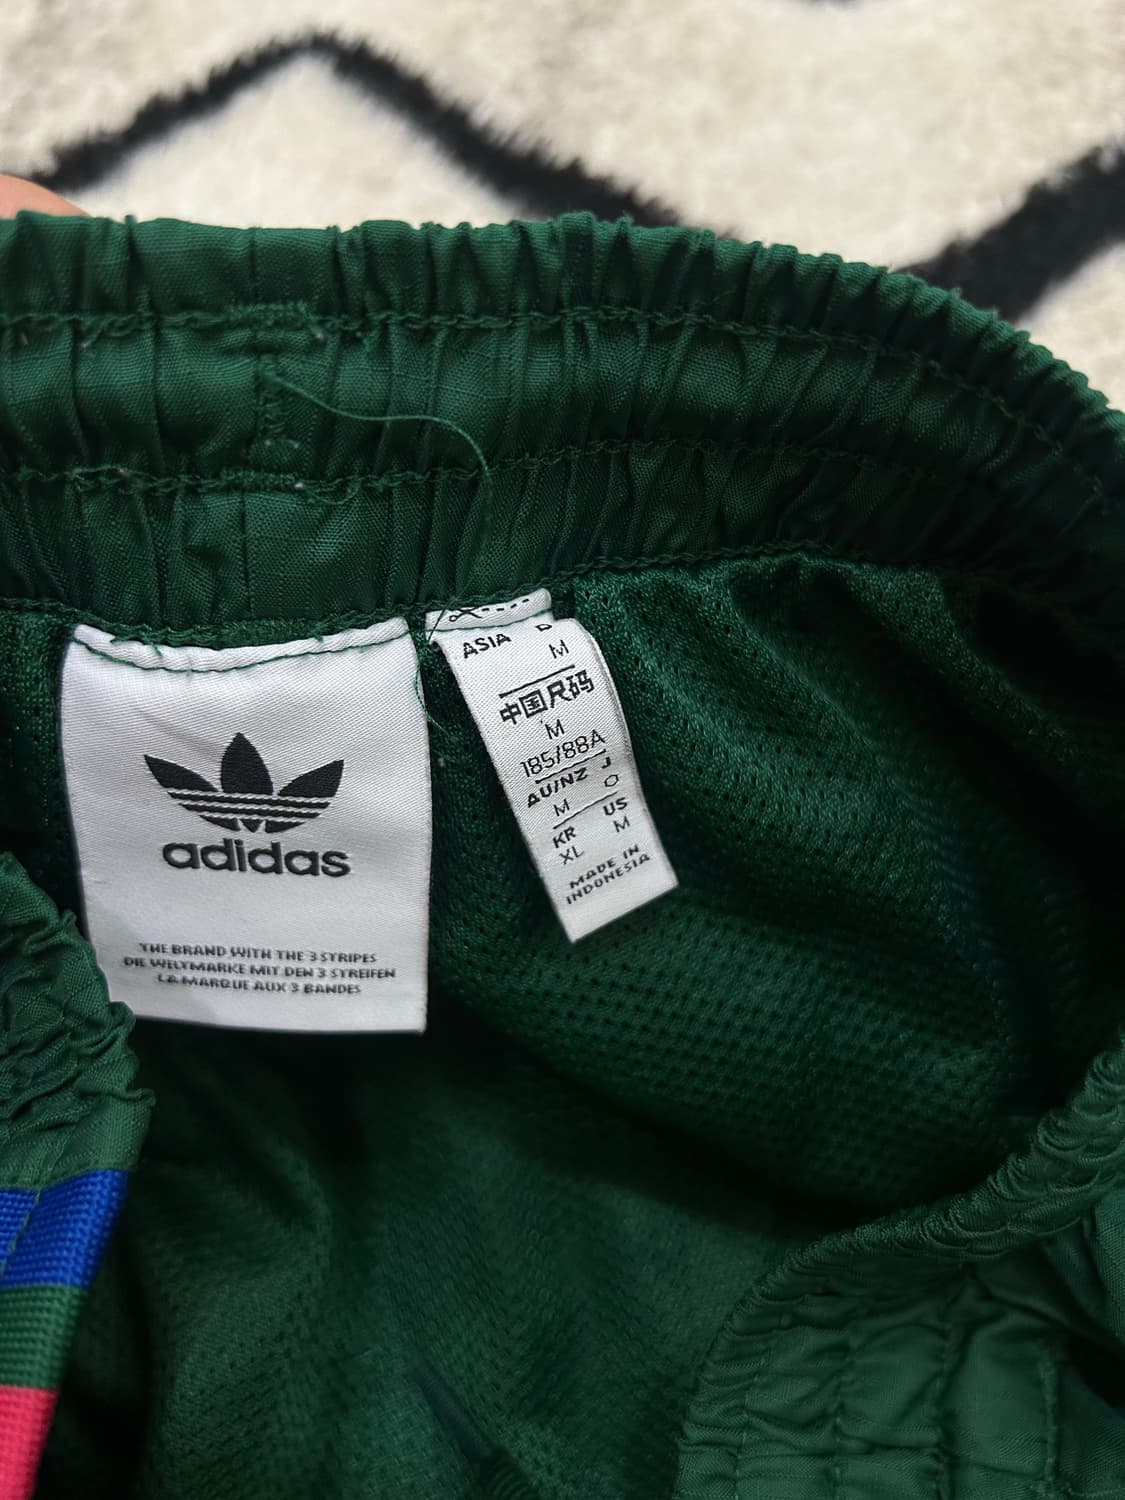 adidas
THE BRAND WITH THE 3 STRIPES
DIE WELTMARKE MIT DEN 3 STREIFEN
LA MARQUE AUX 3 BANDES
ASIA D
M
中国尺码
M
185/88A
AU/NZ J
M O
KR US
XL M
MADE IN
INDONESIA